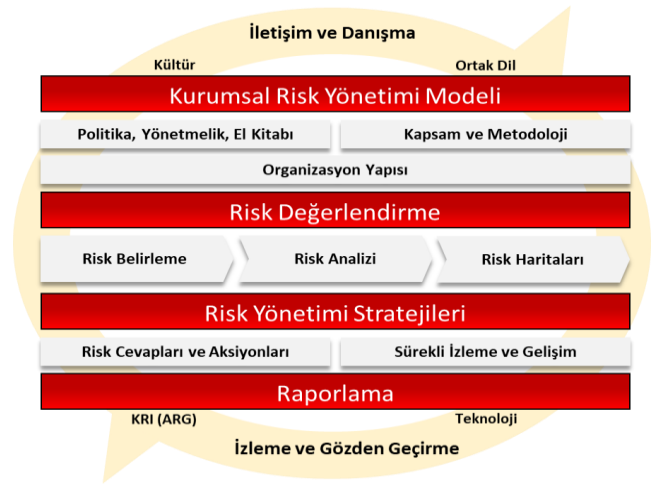 İletişim ve Danışma
Kültür
Ortak Dil
Kurumsal Risk Yönetimi Modeli
Politika, Yönetmelik, El Kitabı
Kapsam ve Metodoloji
Organizasyon Yapısı
Risk Değerlendirme
Risk Belirleme
Risk Analizi
Risk Haritaları
Risk Yönetimi Stratejileri
Risk Cevapları ve Aksiyonları
Sürekli İzleme ve Gelişim
Raporlama
KRI (ARG)
Teknoloji
İzleme ve Gözden Geçirme